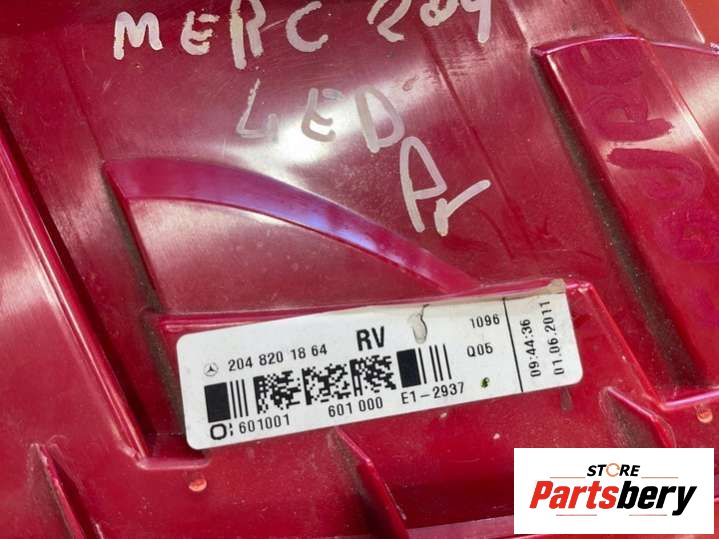 MERC 204
LED
Pr
COUPE
204 820 18 64
RV
1096
Q05
09:44:36
01.06.2011
601001
601 000
E1-2937
STORE
Partsbery